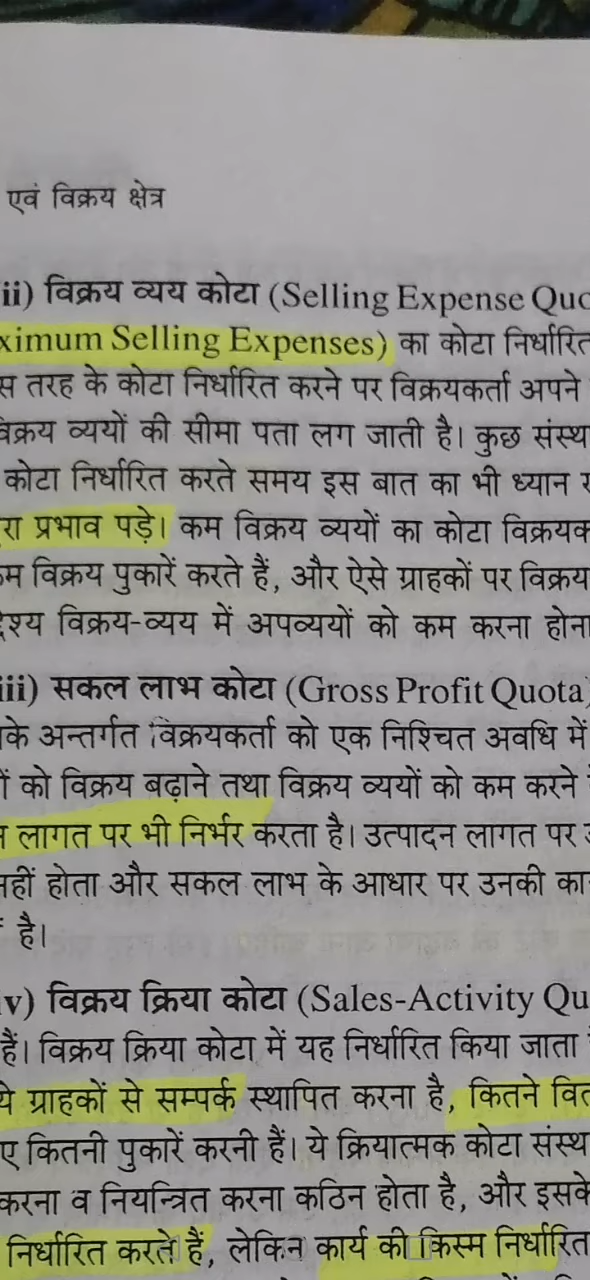 एवं विक्रय क्षेत्र
ii) विक्रय व्यय कोटा (Selling Expense Quo
ximum Selling Expenses) का कोटा निर्धारित
स तरह के कोटा निर्धारित करने पर विक्रयकर्ता अपने
विक्रय व्ययों की सीमा पता लग जाती है। कुछ संस्था
कोटा निर्धारित करते समय इस बात का भी ध्यान
रा प्रभाव पड़े। कम विक्रय व्ययों का कोटा विक्रयक
म विक्रय पुकारें करते हैं, और ऐसे ग्राहकों पर विक्रय
देश्य विक्रय-व्यय में अपव्ययों को कम करना होना
iii) सकल लाभ कोटा (Gross Profit Quota)
के अन्तर्गत विक्रयकर्ता को एक निश्चित अवधि में
ों को विक्रय बढ़ाने तथा विक्रय व्ययों को कम करने
लागत पर भी निर्भर करता है। उत्पादन लागत पर
नहीं होता और सकल लाभ के आधार पर उनकी का
है।
iv) विक्रय क्रिया कोटा (Sales-Activity Qu
हैं। विक्रय क्रिया कोटा में यह निर्धारित किया जाता
ये ग्राहकों से सम्पर्क स्थापित करना है, कितने वित
ए कितनी पुकारें करनी हैं। ये क्रियात्मक कोटा संस्था
करना व नियन्त्रित करना कठिन होता है, और इसके
निर्धारित करते हैं, लेकिन कार्य की किस्म निर्धारित